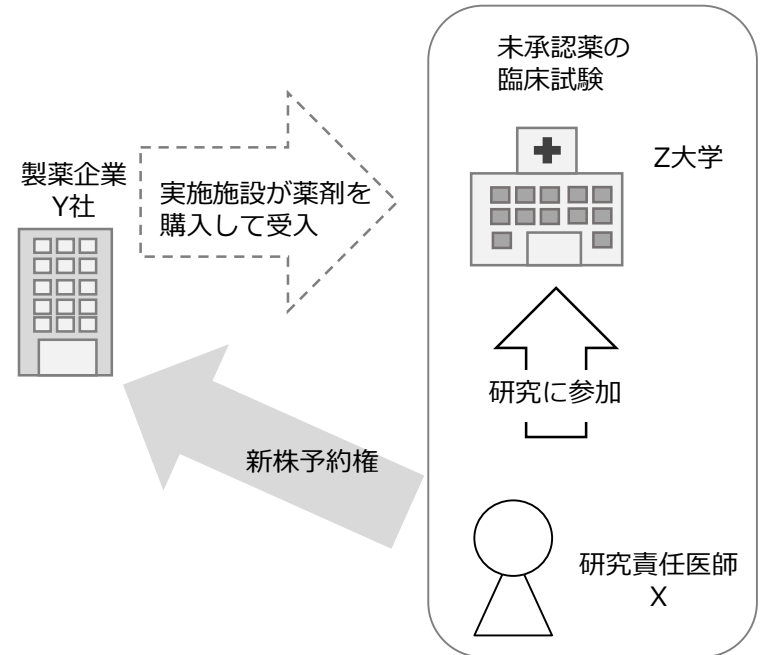 未承認薬の
臨床試験
Z大学
製薬企業
Y社
実施施設が薬剤を
購入して受入
研究に参加
新株予約権
研究責任医師
X